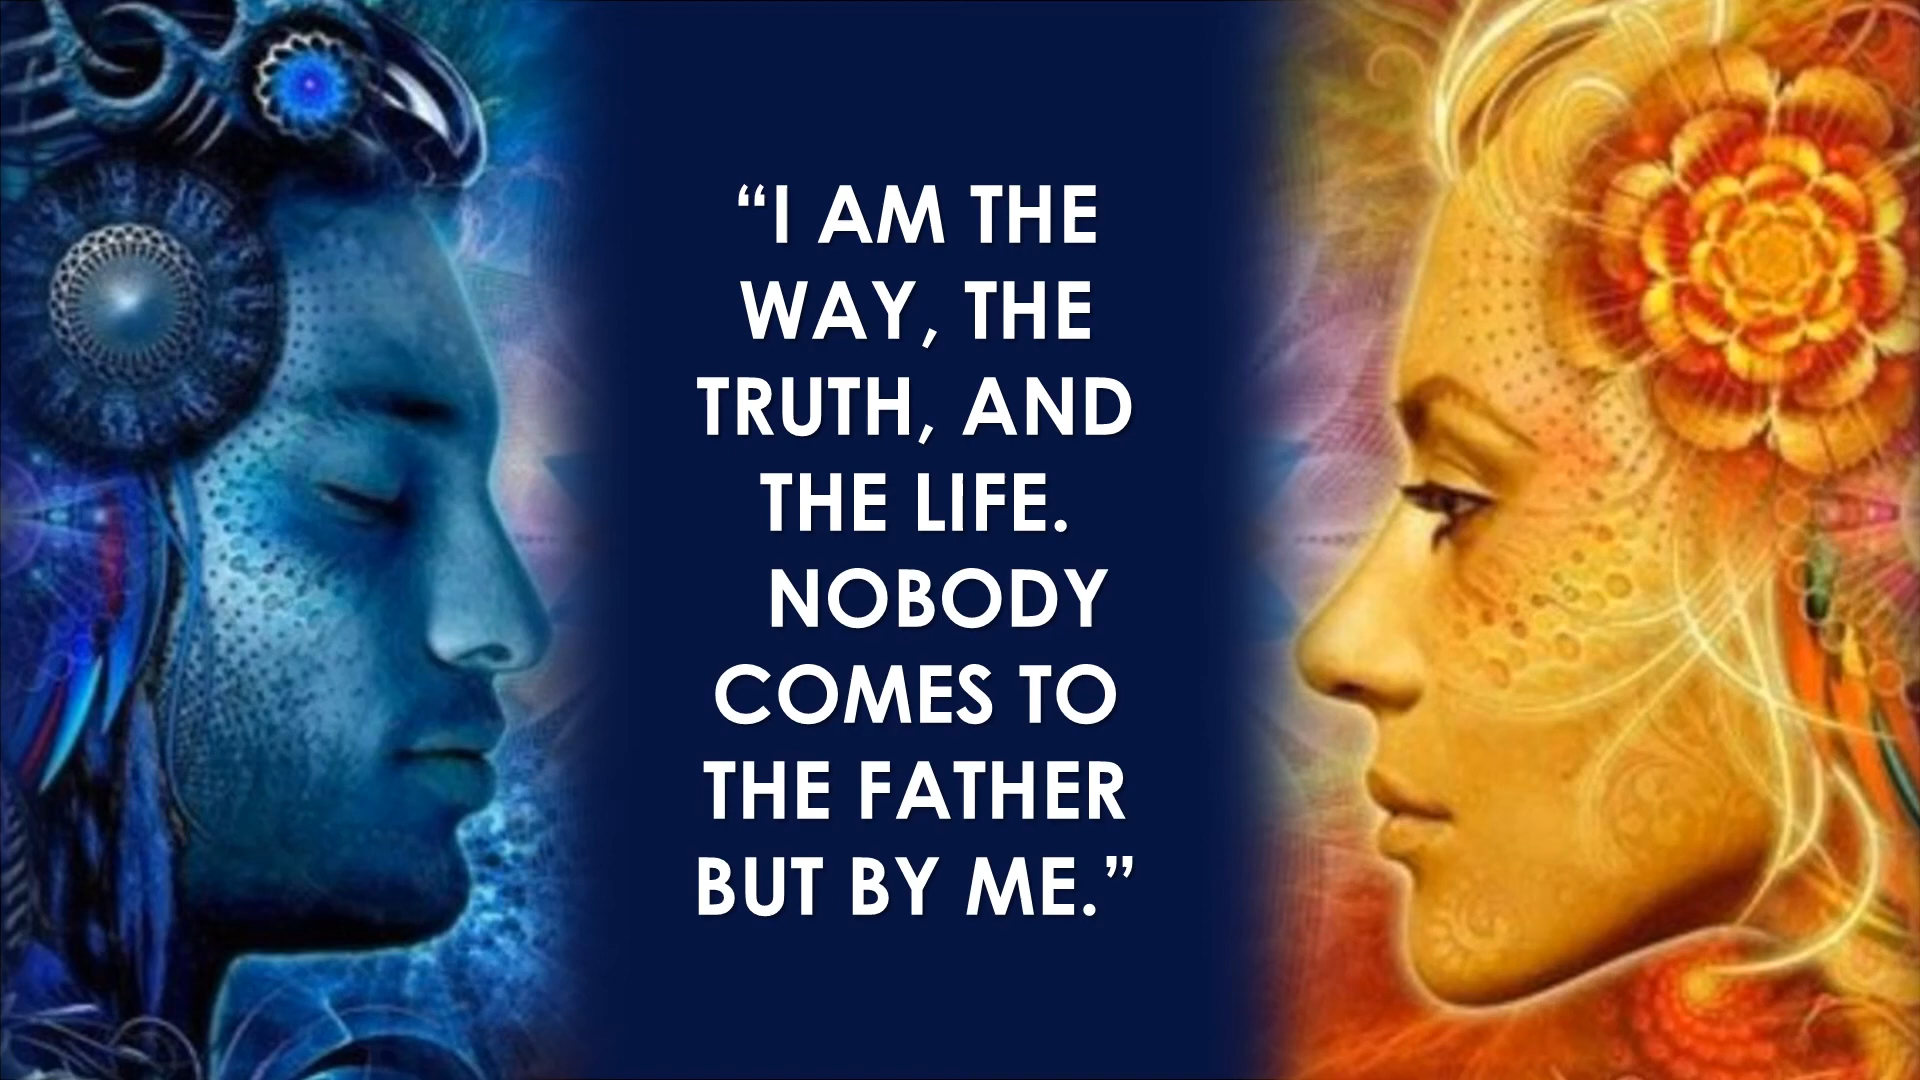 “I AM THE
WAY, THE
TRUTH, AND
THE LIFE.
NOBODY
COMES TO
THE FATHER
BUT BY ME.”